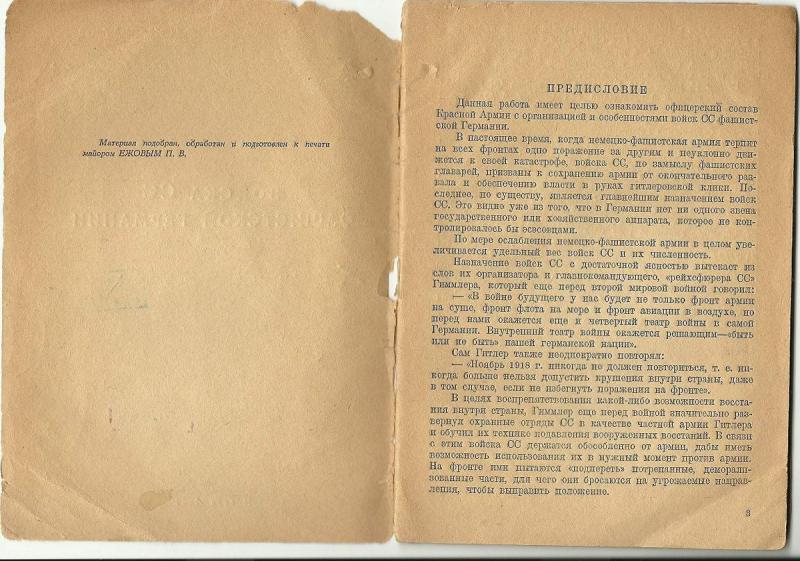 Материал подобран, обработан и подготовлен к печати
майором ЕЖОВЫМ П. В.
ПРЕДИСЛОВИЕ
Данная работа имеет целью ознакомить офицерский состав
Красной Армии с организацией и особенностями войск СС фашист-
ской Германии.
В настоящее время, когда немецко-фашистская армия терпит
на всех фронтах одно поражение за другим и неуклонно дви-
жется к своей катастрофе, войска СС, по замыслу фашистских
главарей, призваны к сохранению армии от окончательного раз-
вала и обеспечению власти в руках гитлеровской клики. По-
следнее, по существу, является главнейшим назначением войск
СС. Это видно уже из того, что в Германии нет ни одного звена
государственного или хозяйственного аппарата, которое не кон-
тролировалось бы эсэсовцами.
По мере ослабления немецко-фашистской армии в целом уве-
личивается удельный вес войск СС и их численность.
Назначение войск СС с достаточной ясностью вытекает из
слов их организатора и главнокомандующего, «рейхсфюрера СС»
Гиммлера, который еще перед второй мировой войной говорил:
— «В войне будущего у нас будет не только фронт армии
на суше, фронт флота на море и фронт авиации в воздухе, но
перед нами окажется еще и четвертый театр войны в самой
Германии. Внутренний театр войны окажется решающим—«быть
или не быть» нашей германской нации».
Сам Гитлер также неоднократно повторял:
— «Ноябрь 1918 г. никогда не должен повториться, т. е. ни-
когда больше нельзя допустить крушения внутри страны, даже
в том случае, если не избегнуть поражения на фронте».
В целях воспрепятствования какой-либо возможности восста-
ния внутри страны, Гиммлер еще перед войной значительно раз-
вернул охранные отряды СС в качестве частной армии Гитлера
и обучил их технике подавления вооруженных восстаний. В связи
с этим войска СС держатся обособленно от армии, дабы иметь
возможность использования их в нужный момент против армии.
На фронте ими пытаются «подпереть» потрепанные, деморали-
зованные части, для чего они бросаются на угрожаемые направ-
ления, чтобы выправить положение.
3